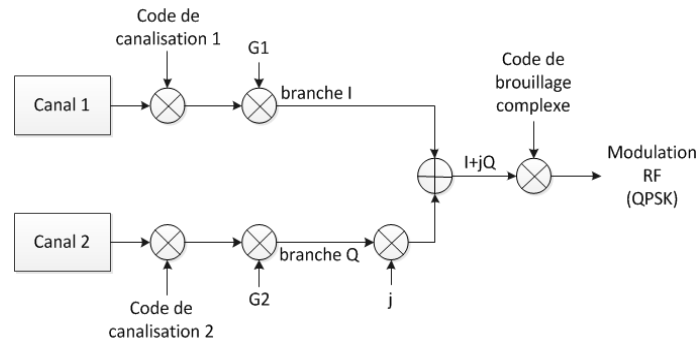 Code de
canalisation 1
G1
Code de
brouillage
complexe
Canal 1
branche I
I+jQ
Modulation
RF
(QPSK)
Canal 2
branche Q
Code de
canalisation 2
G2
j